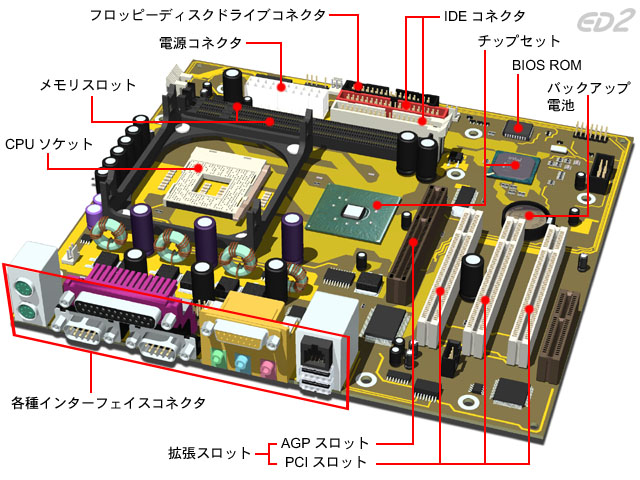 フロッピーディスクドライブコネクタ
IDE コネクタ
ED2
電源コネクタ
チップセット
BIOS ROM
メモリスロット
バックアップ
電池
CPU ソケット
各種インターフェイスコネクタ
拡張スロット
AGP スロット
PCI スロット